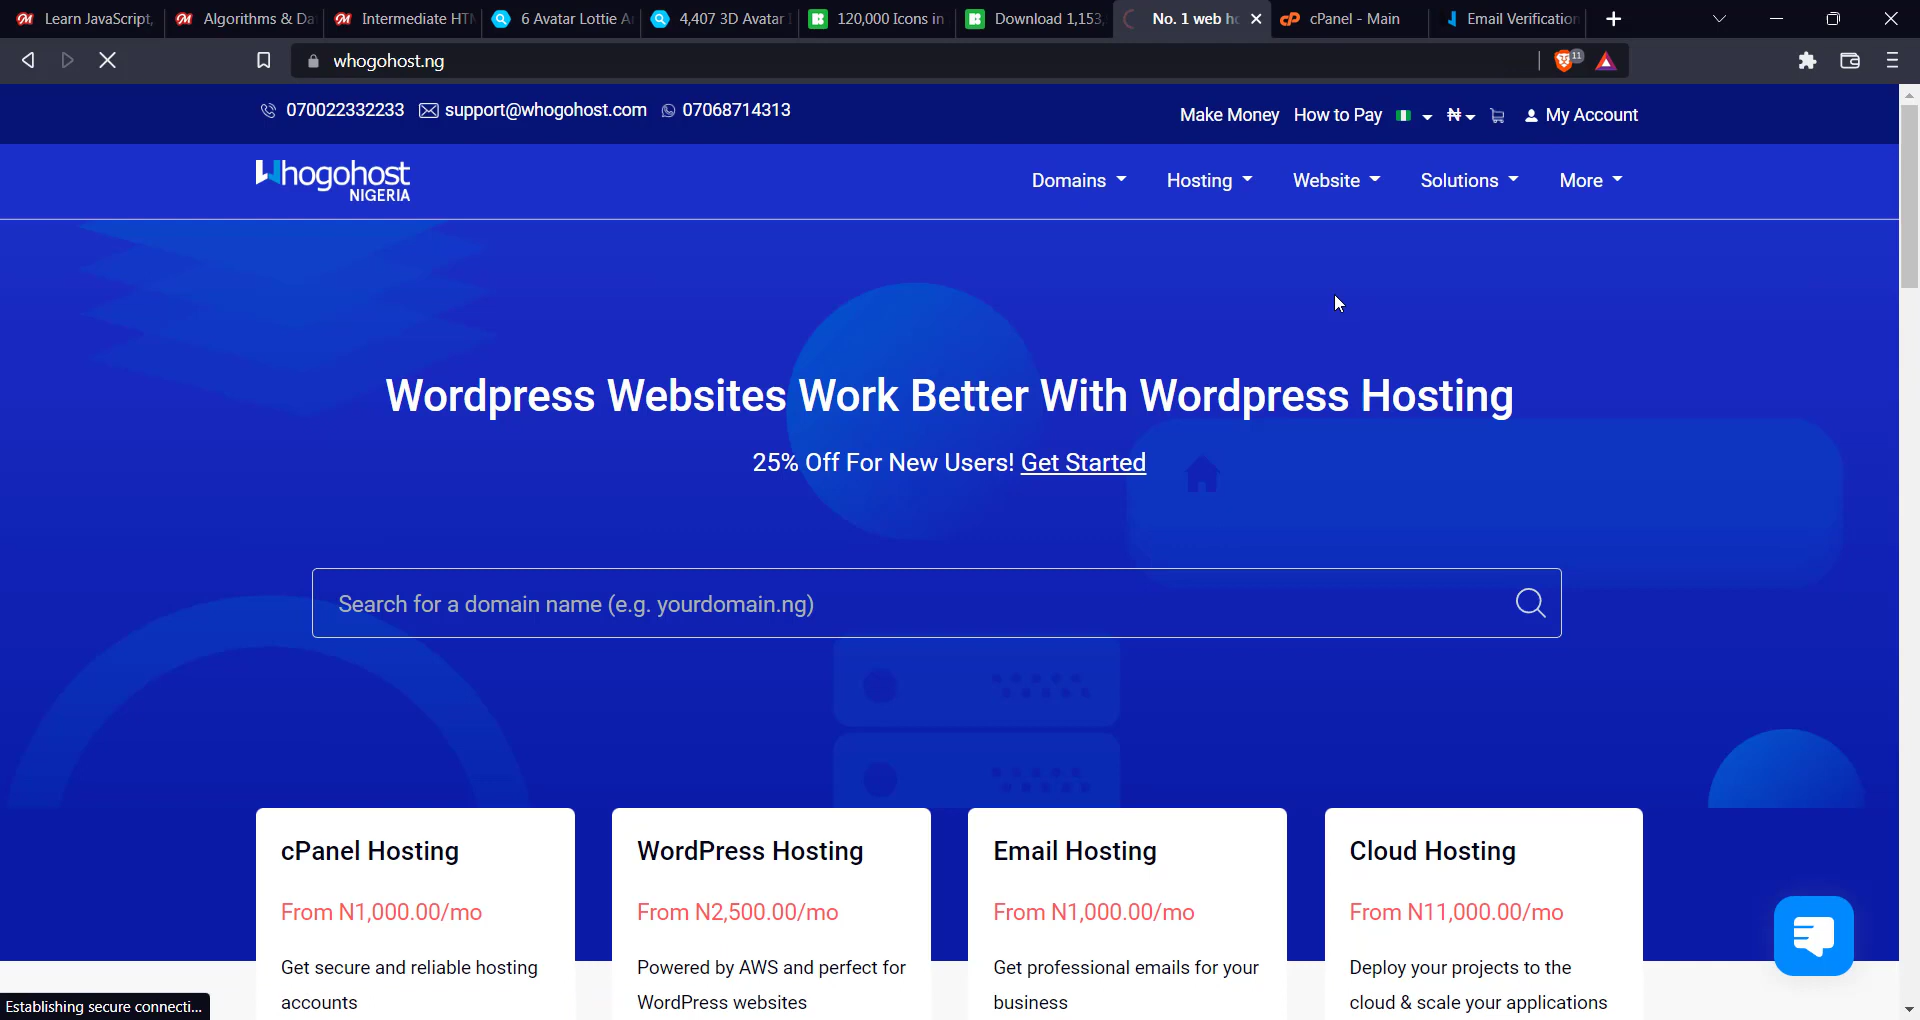 Learn JavaScript,
Algorithms & Da
Intermediate HTM
6 Avatar Lottie A
4,407 3D Avatar I
120,000 Icons in
Download 1,153,
No. 1 web ho
cPanel - Main
Email Verification
whogohost.ng
11
070022332233 support@whogohost.com 07068714313
Make Money How to Pay ₦ My Account
Whogohost
NIGERIA
Domains Hosting Website Solutions More
Wordpress Websites Work Better With Wordpress Hosting
25% Off For New Users! Get Started
Search for a domain name (e.g. yourdomain.ng)
cPanel Hosting
From N1,000.00/mo
Get secure and reliable hosting
accounts
WordPress Hosting
From N2,500.00/mo
Powered by AWS and perfect for
WordPress websites
Email Hosting
From N1,000.00/mo
Get professional emails for your
business
Cloud Hosting
From N11,000.00/mo
Deploy your projects to the
cloud & scale your applications
Establishing secure connecti...